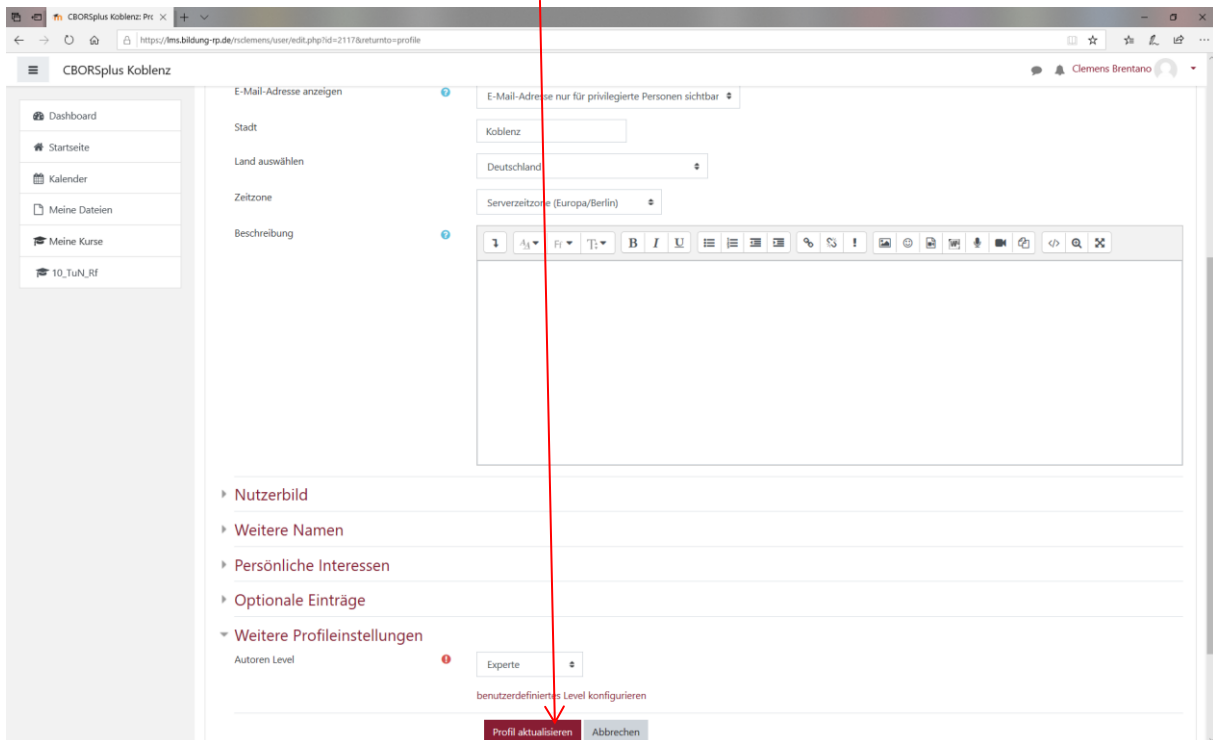 CBORSplus Koblenz: Prc
https://lms.bildung-rp.de/rsclemens/user/edit.php?id=2117&returnto=profile
CBORSplus Koblenz
Clemens Brentano
Dashboard
Startseite
Kalender
Meine Dateien
Meine Kurse
10_TuN_Rf
E-Mail-Adresse anzeigen
E-Mail-Adresse nur für privilegierte Personen sichtbar
Stadt
Koblenz
Land auswählen
Deutschland
Zeitzone
Serverzeitzone (Europa/Berlin)
Beschreibung
B I U
Nutzerbild
Weitere Namen
Persönliche Interessen
Optionale Einträge
Weitere Profileinstellungen
Autoren Level
Experte
benutzerdefiniertes Level konfigurieren
Profil aktualisieren Abbrechen